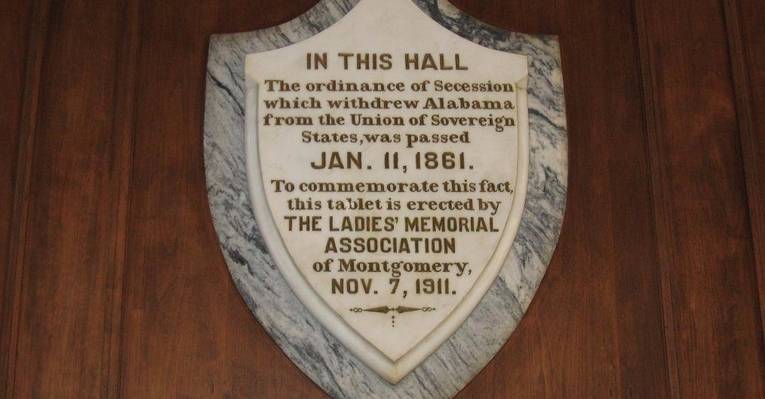 IN THIS HALL
The ordinance of Secession
which withdrew Alabama
from the Union of Sovereign
States,was passed
JAN. 11, 1861.
To commemorate this fact,
this tablet is erected by
THE LADIES' MEMORIAL
ASSOCIATION
of Montgomery,
NOV. 7, 1911.